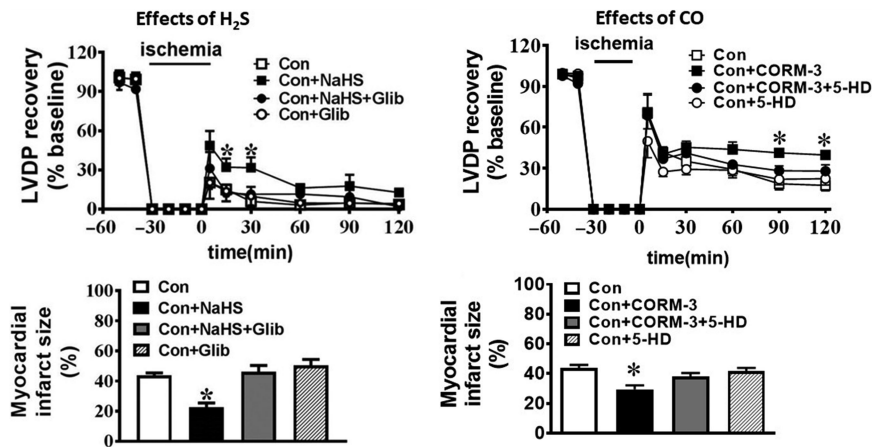 Effects of H₂S
ischemia
LVDP recovery
(% baseline)
120
90
60
30
0
Con
Con+NaHS
Con+NaHS+Glib
Con+Glib
* *
−60 −30 0 30 60 90 120
time(min)
Effects of CO
ischemia
LVDP recovery
(% baseline)
120
90
60
30
0
Con
Con+CORM-3
Con+CORM-3+5-HD
Con+5-HD
* *
−60 −30 0 30 60 90 120
time(min)
Myocardial
infarct size
(%)
100
80
60
40
20
0
Con
Con+NaHS
Con+NaHS+Glib
Con+Glib
*
Myocardial
infarct size
(%)
100
80
60
40
20
0
Con
Con+CORM-3
Con+CORM-3+5-HD
Con+5-HD
*